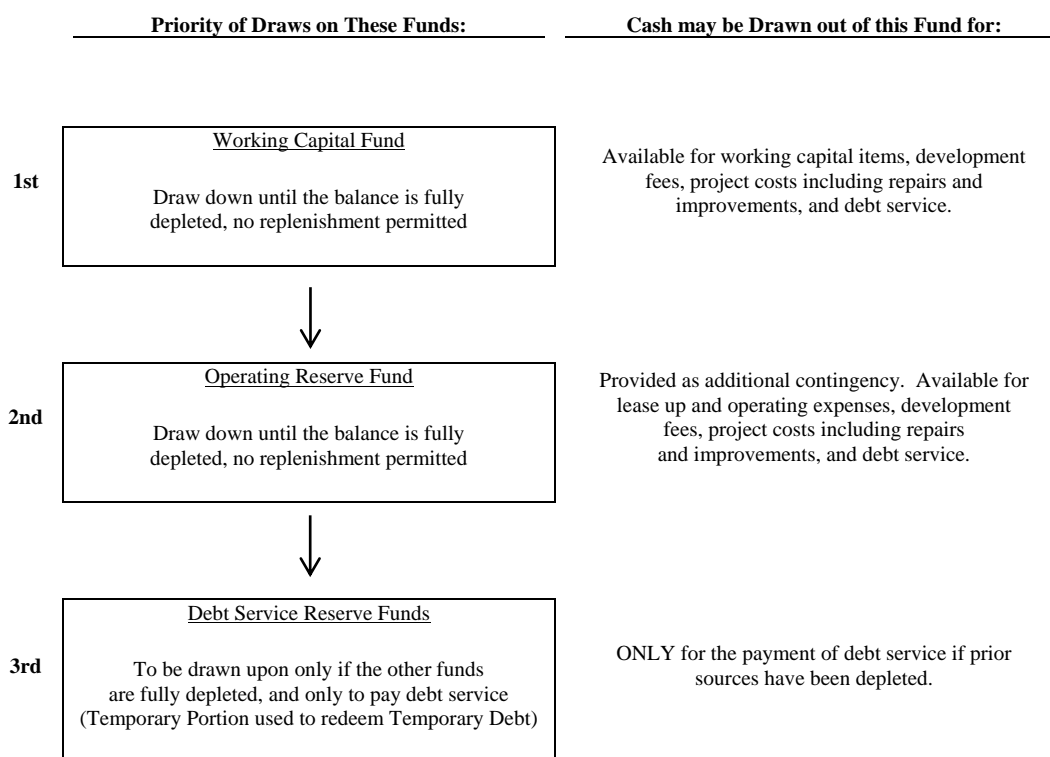 Priority of Draws on These Funds:
Cash may be Drawn out of this Fund for:
1st
Working Capital Fund
Draw down until the balance is fully
depleted, no replenishment permitted
Available for working capital items, development
fees, project costs including repairs and
improvements, and debt service.
2nd
Operating Reserve Fund
Draw down until the balance is fully
depleted, no replenishment permitted
Provided as additional contingency.  Available for
lease up and operating expenses, development
fees, project costs including repairs
and improvements, and debt service.
3rd
Debt Service Reserve Funds
To be drawn upon only if the other funds
are fully depleted, and only to pay debt service
(Temporary Portion used to redeem Temporary Debt)
ONLY for the payment of debt service if prior
sources have been depleted.